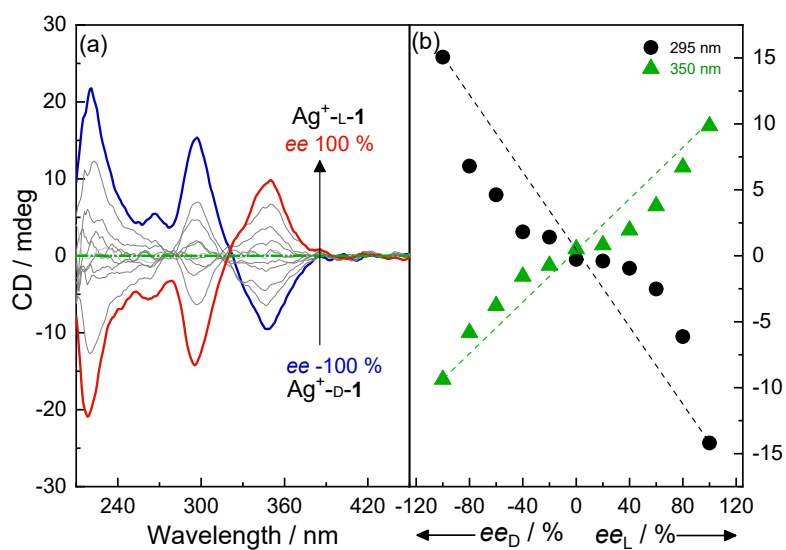 (a)
Ag⁺-L-1
ee 100 %
ee -100 %
Ag⁺-D-1
CD / mdeg
30
20
10
0
-10
-20
-30
240
300
360
420
Wavelength / nm
(b)
295 nm
350 nm
15
10
5
0
-5
-10
-15
-120
-80
-40
0
40
80
120
ee_D / %
ee_L / %